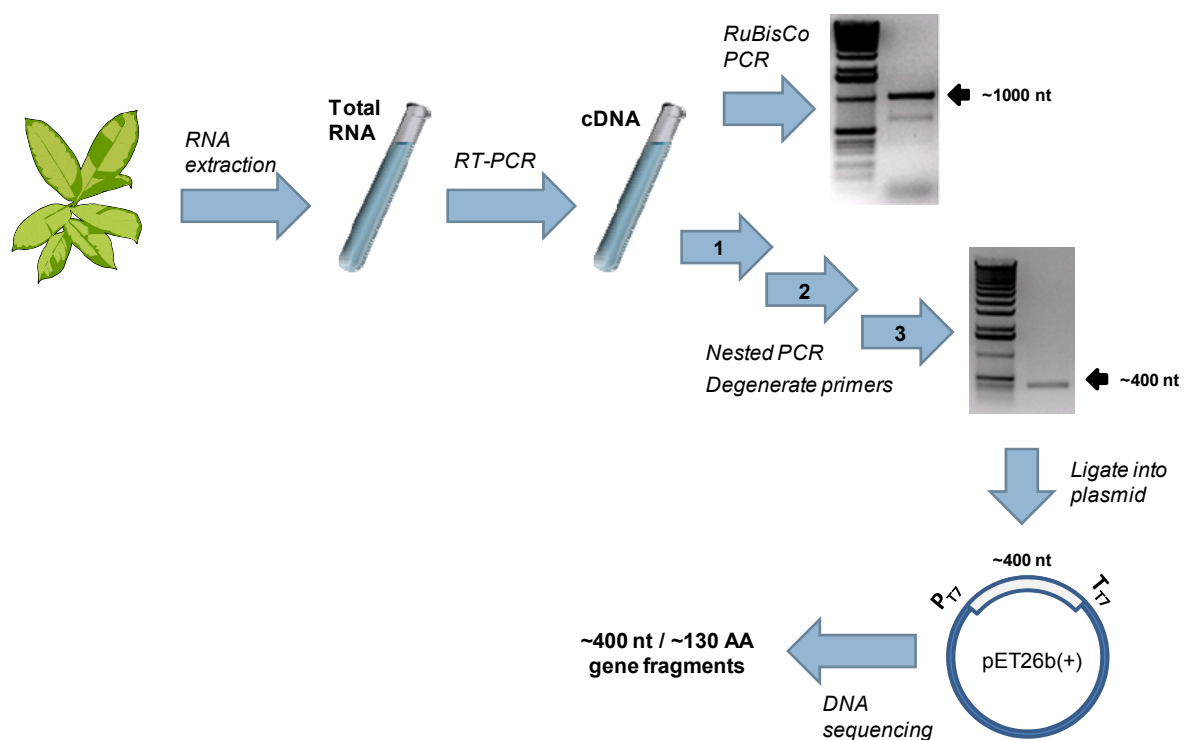 RNA
extraction
Total
RNA
RT-PCR
cDNA
RuBisCo
PCR
~1000 nt
1
2
3
Nested PCR
Degenerate primers
~400 nt
Ligate into
plasmid
~400 nt
PT7
TT7
pET26b(+)
DNA
sequencing
~400 nt / ~130 AA
gene fragments